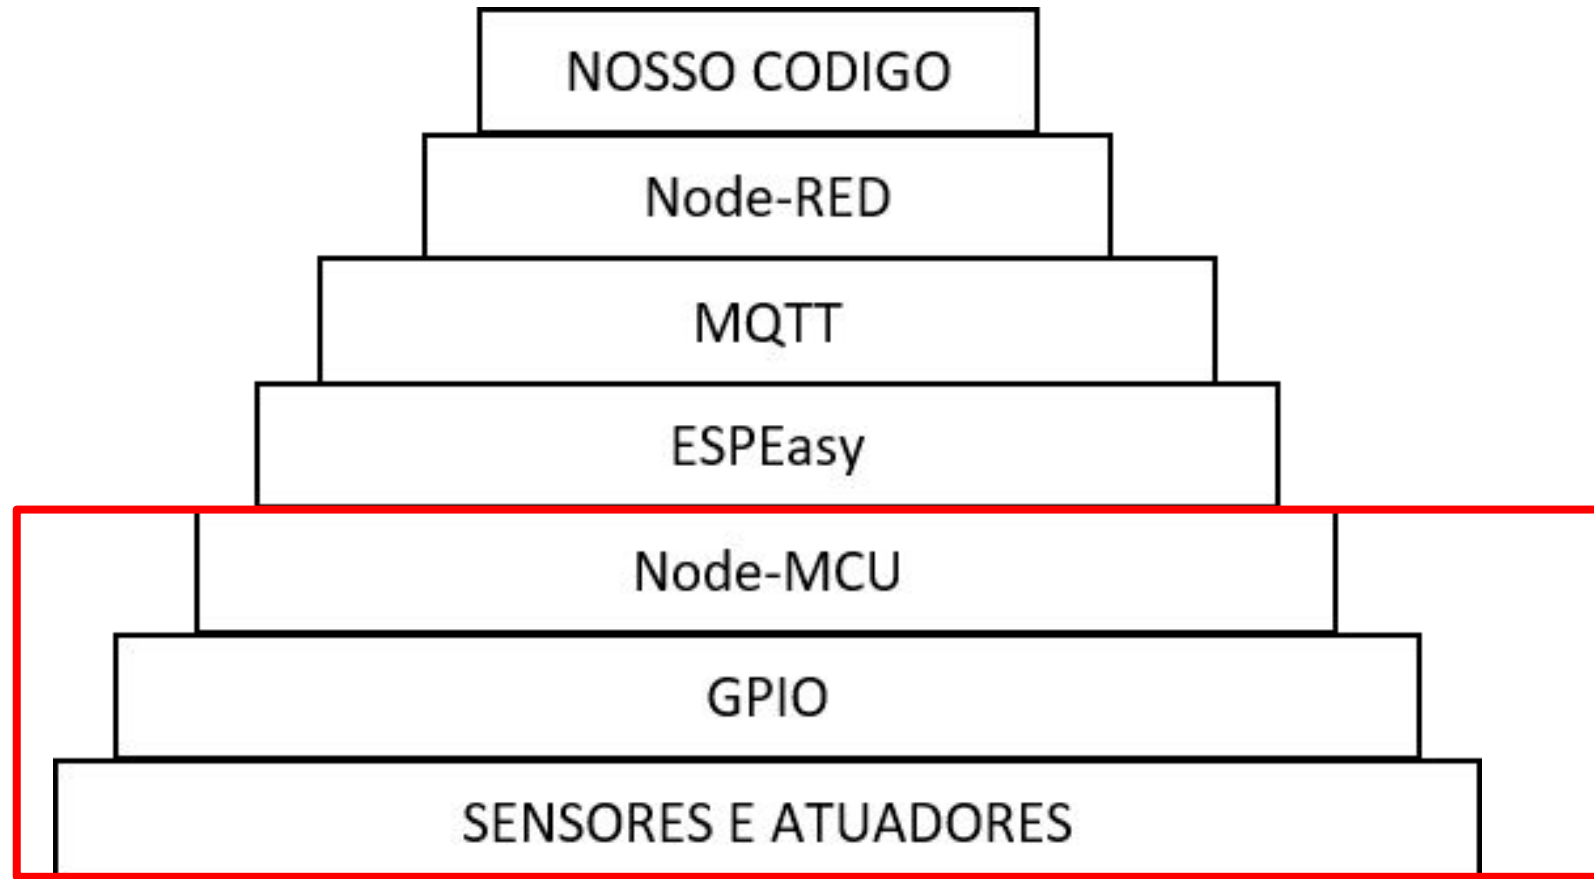 NOSSO CODIGO
Node-RED
MQTT
ESPEasy
Node-MCU
GPIO
SENSORES E ATUADORES